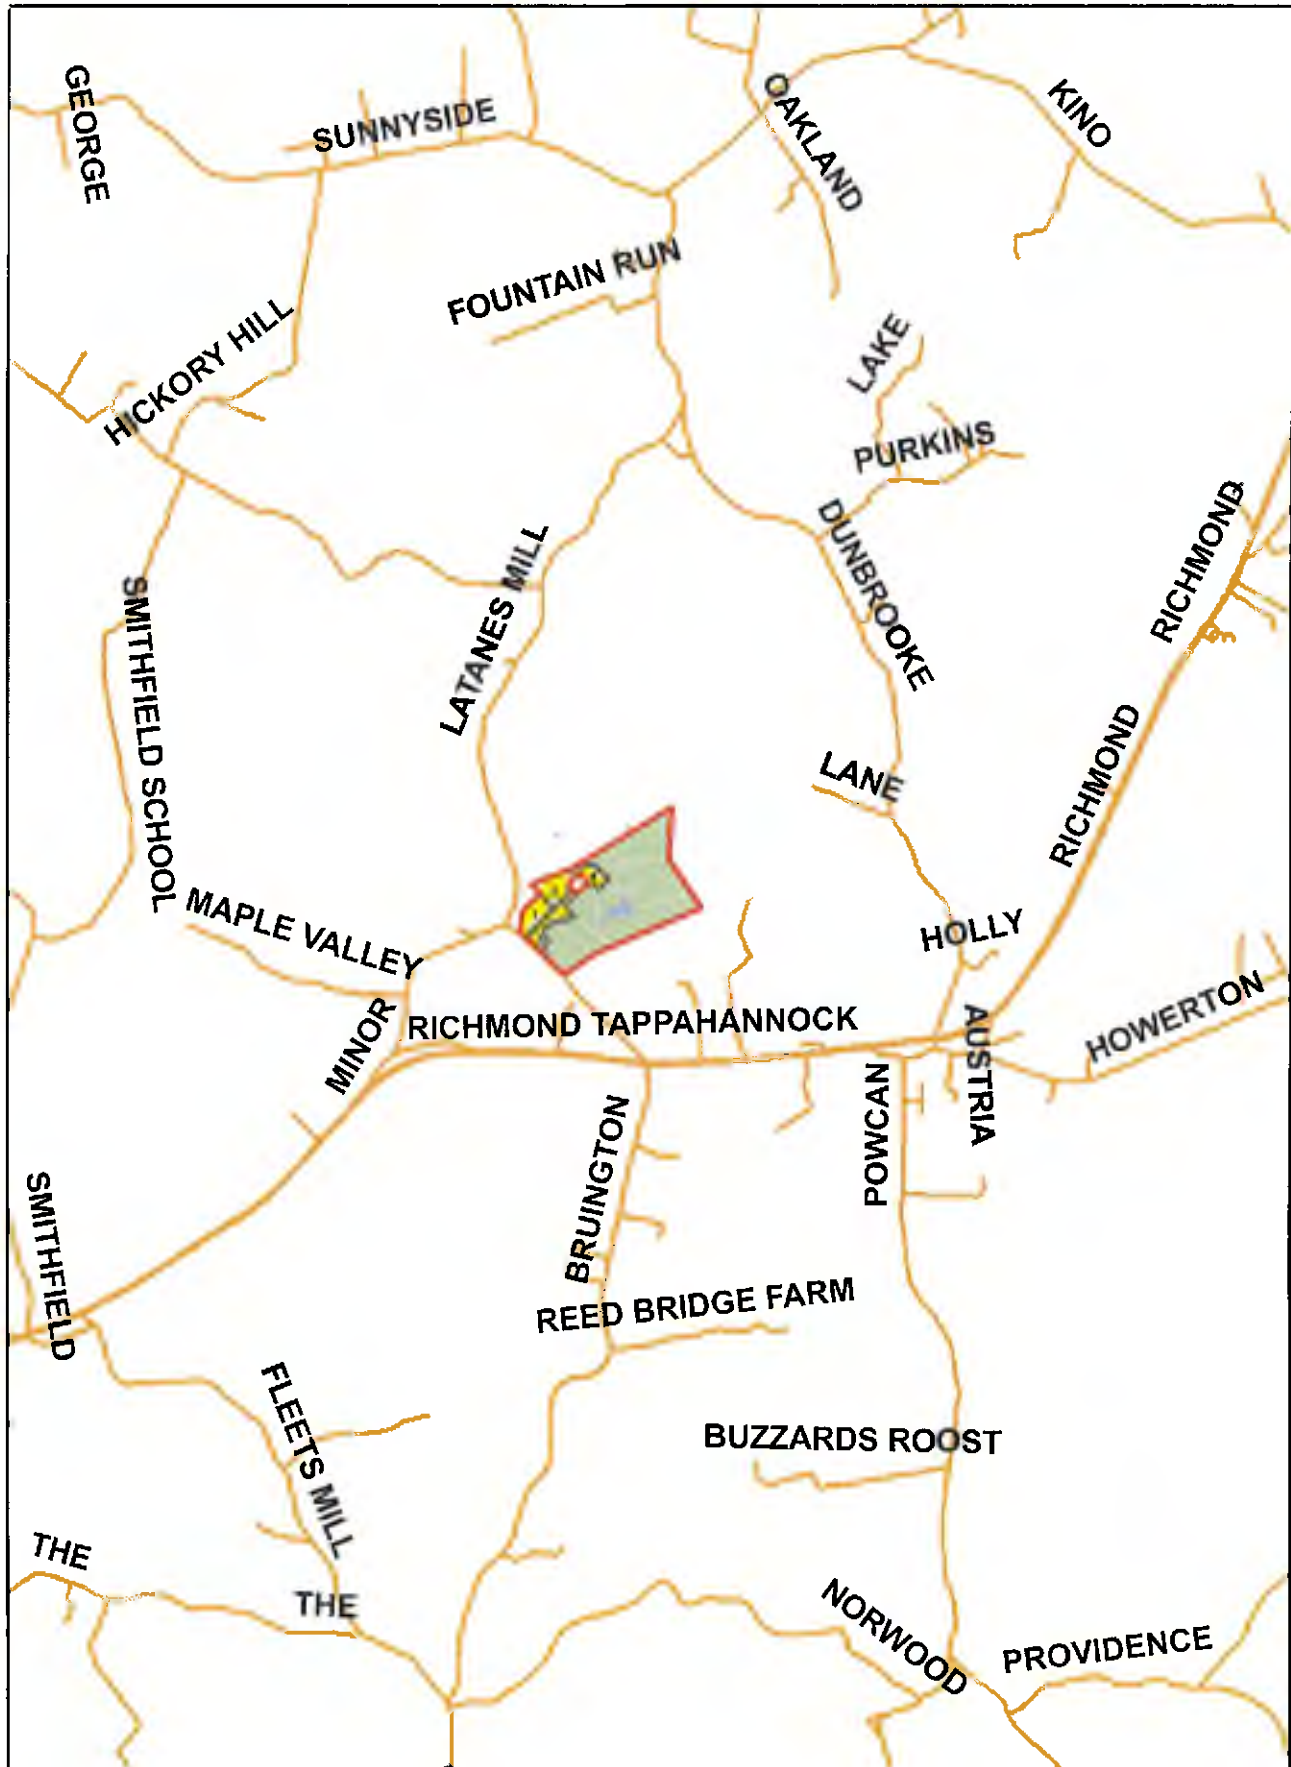 GEORGE
SUNNYSIDE
OAKLAND
KINO
FOUNTAIN RUN
HICKORY HILL
LAKE
PURKINS
RICHMOND
DUNBROOKE
LATANES MILL
SMITHFIELD SCHOOL
RICHMOND
LANE
MAPLE VALLEY
HOLLY
HOWERTON
MINOR
RICHMOND TAPPAHANNOCK
AUSTRIA
POWCAN
BRUINGTON
SMITHFIELD
REED BRIDGE FARM
FLEETS MILL
BUZZARDS ROOST
THE
THE
NORWOOD
PROVIDENCE